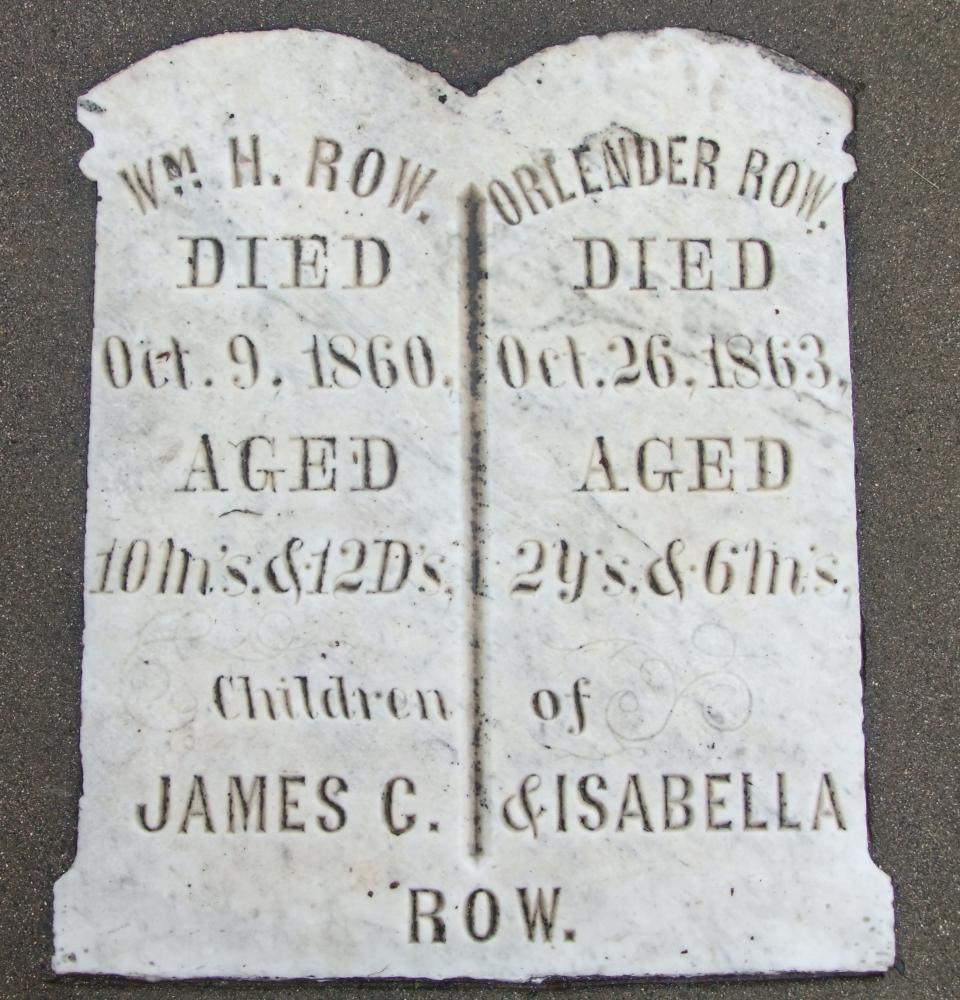 Wᴍ H. ROW.
DIED
Oct. 9, 1860.
AGED
10 M's. & 12 D's.
ORLENDER ROW.
DIED
Oct. 26, 1863.
AGED
2 y's. & 6 M's.
Children of
JAMES G. & ISABELLA
ROW.